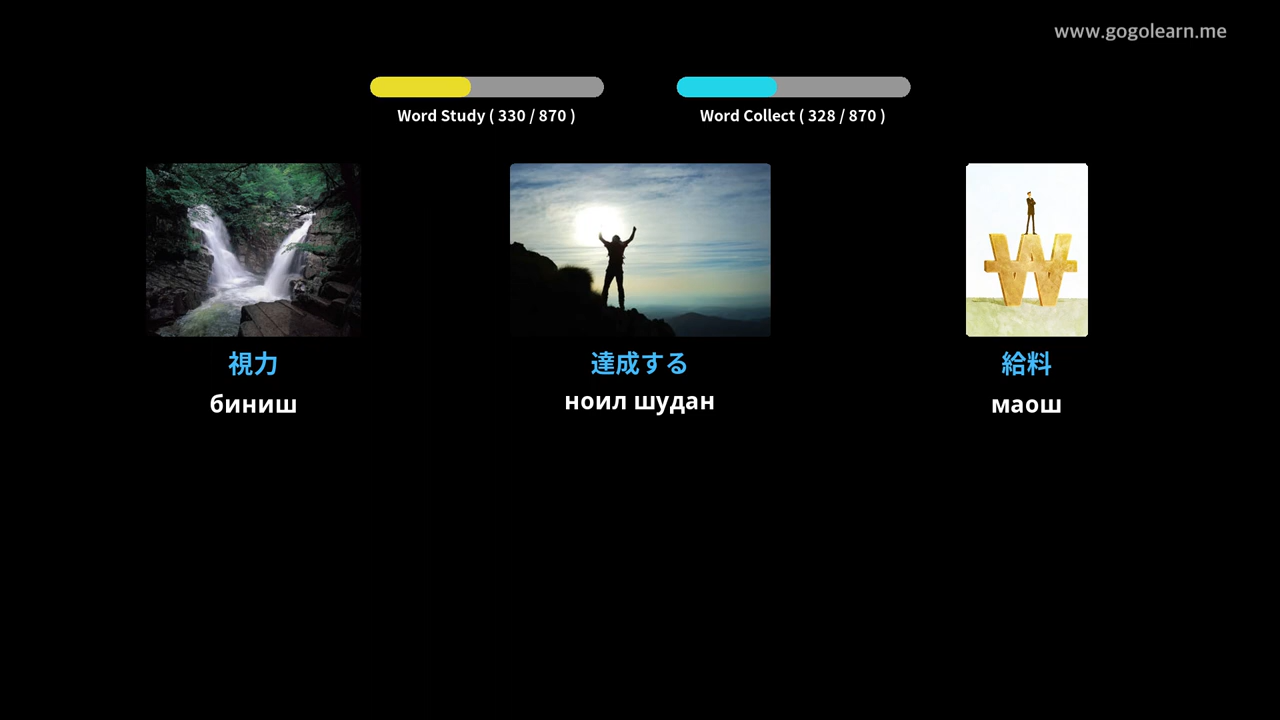 www.gogolearn.me
Word Study ( 330 / 870 )
Word Collect ( 328 / 870 )
視力
биниш
達成する
ноил шудан
給料
маош